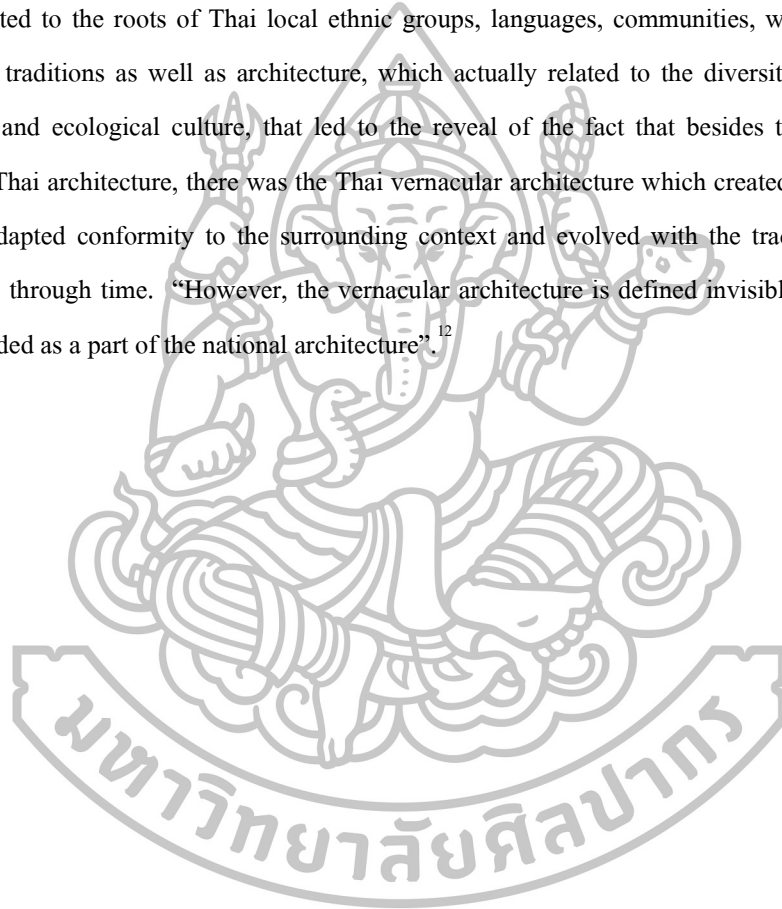 ted to the roots of Thai local ethnic groups, languages, communities, w
traditions as well as architecture, which actually related to the diversit
and ecological culture, that led to the reveal of the fact that besides t
Thai architecture, there was the Thai vernacular architecture which created
dapted conformity to the surrounding context and evolved with the trac
through time. “However, the vernacular architecture is defined invisibl
ded as a part of the national architecture”.12
มหาวิทยาลัยศิลปากร